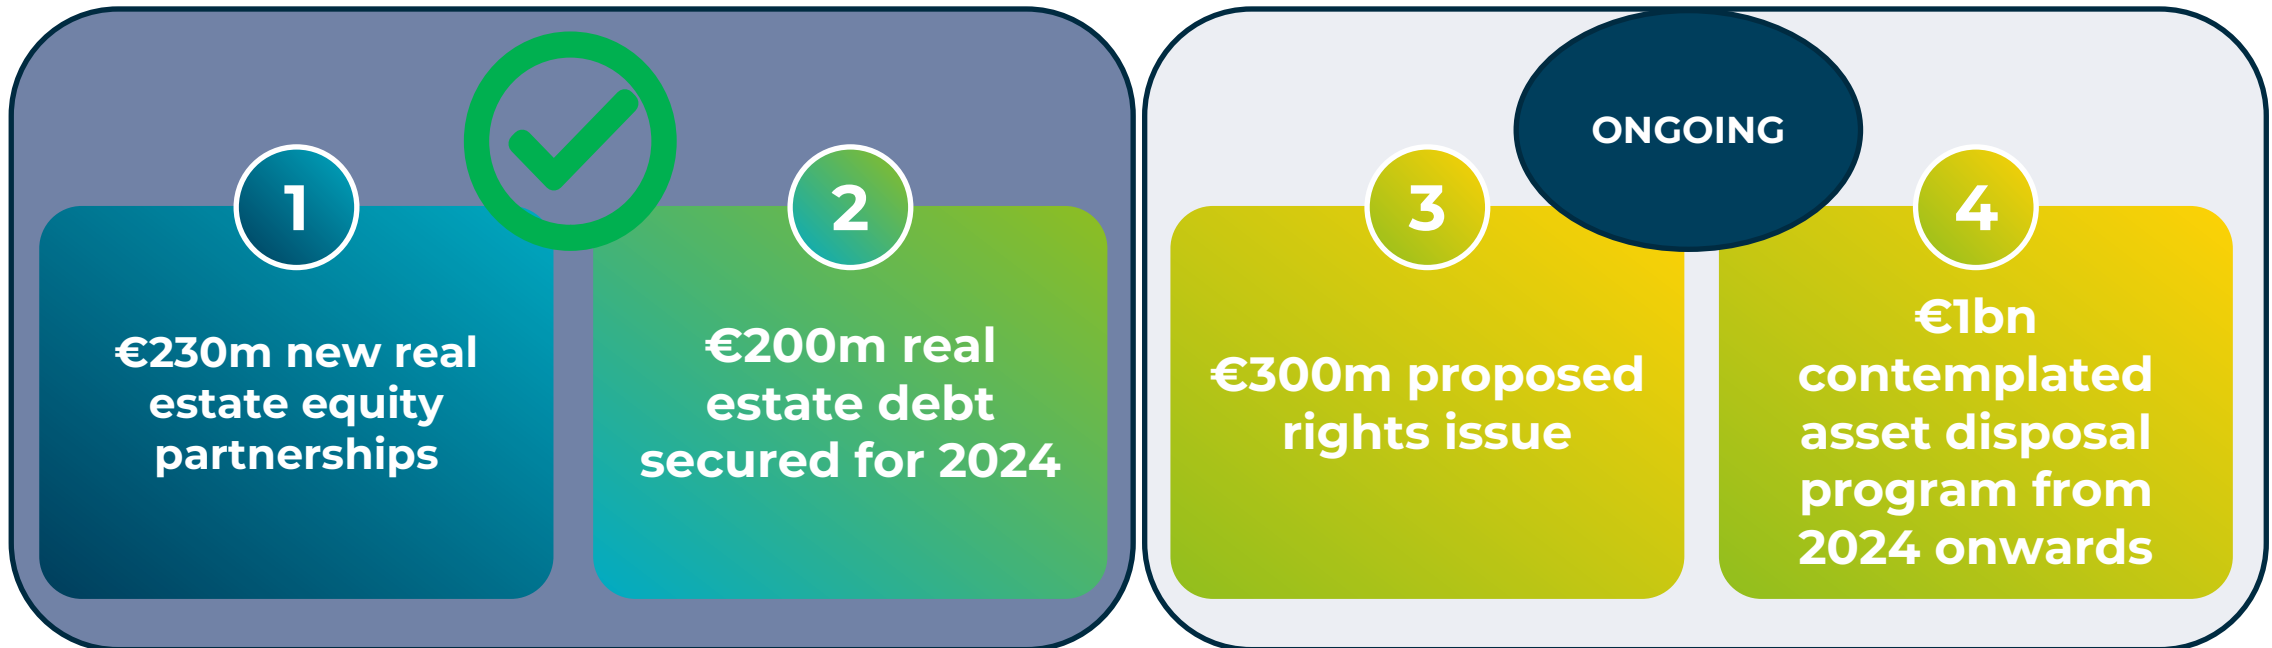 1
€230m new real
estate equity
partnerships
2
€200m real
estate debt
secured for 2024
ONGOING
3
€300m proposed
rights issue
4
€1bn
contemplated
asset disposal
program from
2024 onwards